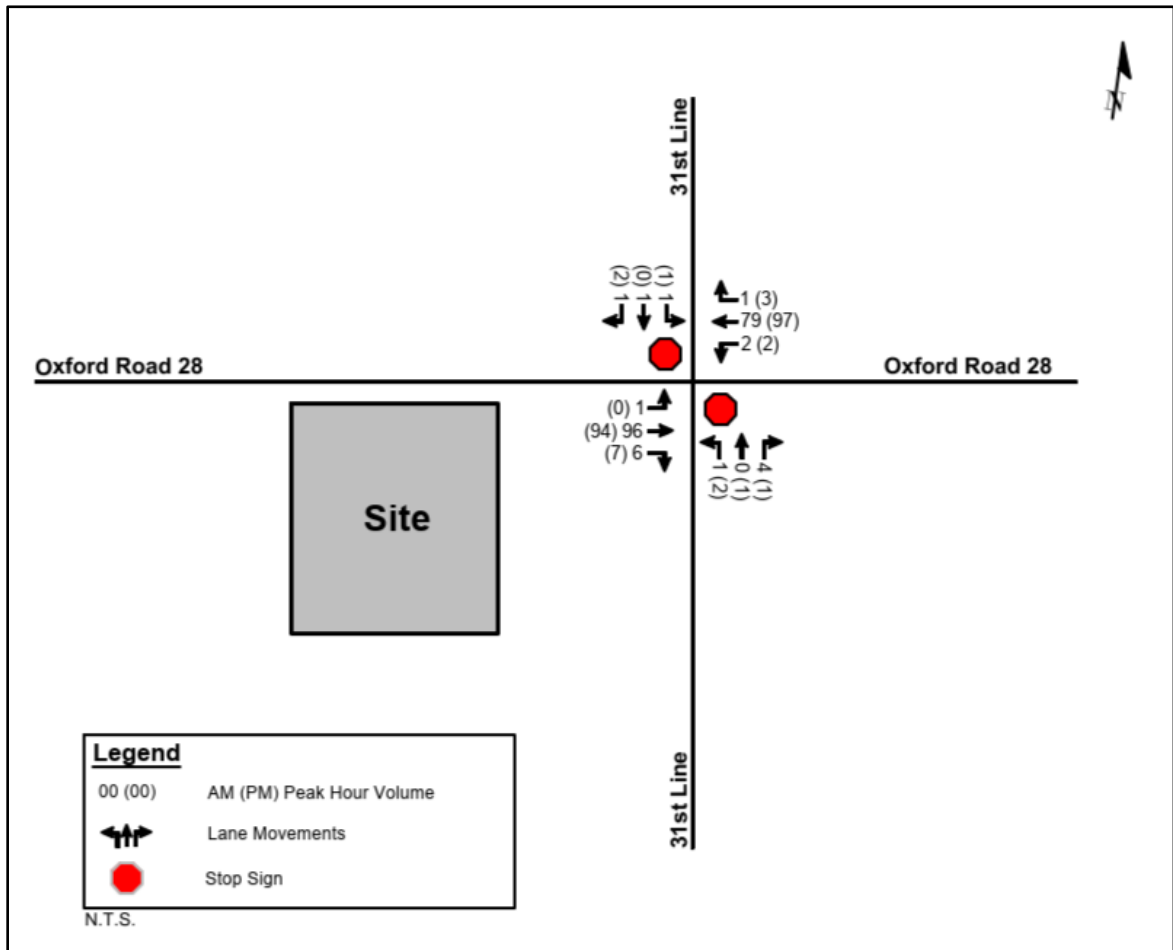 N
31st Line
(2) 1
(0) 1
(1) 1
1 (3)
79 (97)
2 (2)
Oxford Road 28
Oxford Road 28
(0) 1
(94) 96
(7) 6
1 (2)
0 (1)
4 (1)
Site
31st Line
Legend
00 (00) AM (PM) Peak Hour Volume
Lane Movements
Stop Sign
N.T.S.